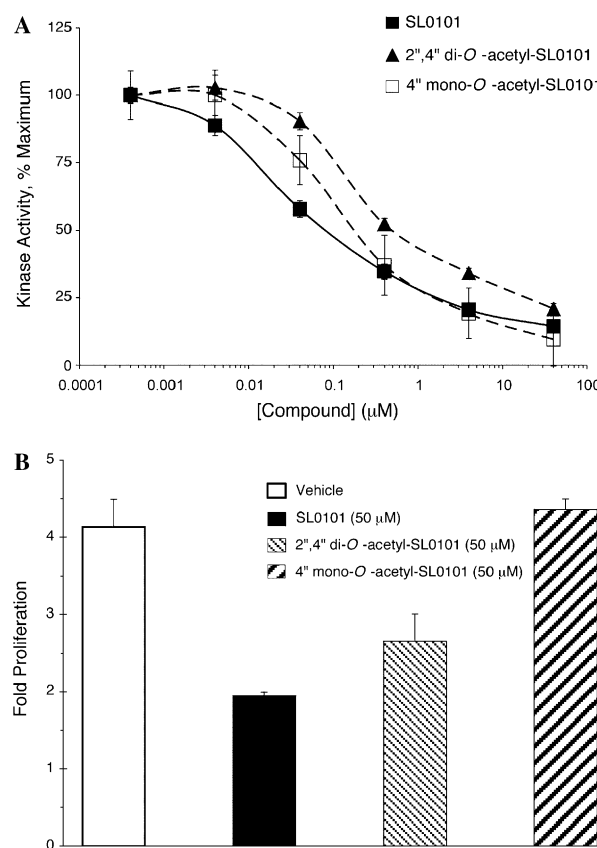 A
SL0101
2",4" di-O -acetyl-SL0101
4" mono-O -acetyl-SL0101
Kinase Activity, % Maximum
125
100
75
50
25
0
0.0001
0.001
0.01
0.1
1
10
100
[Compound] (μM)
B
Fold Proliferation
5
4
3
2
1
0
Vehicle
SL0101 (50 μM)
2",4" di-O -acetyl-SL0101 (50 μM)
4" mono-O -acetyl-SL0101 (50 μM)